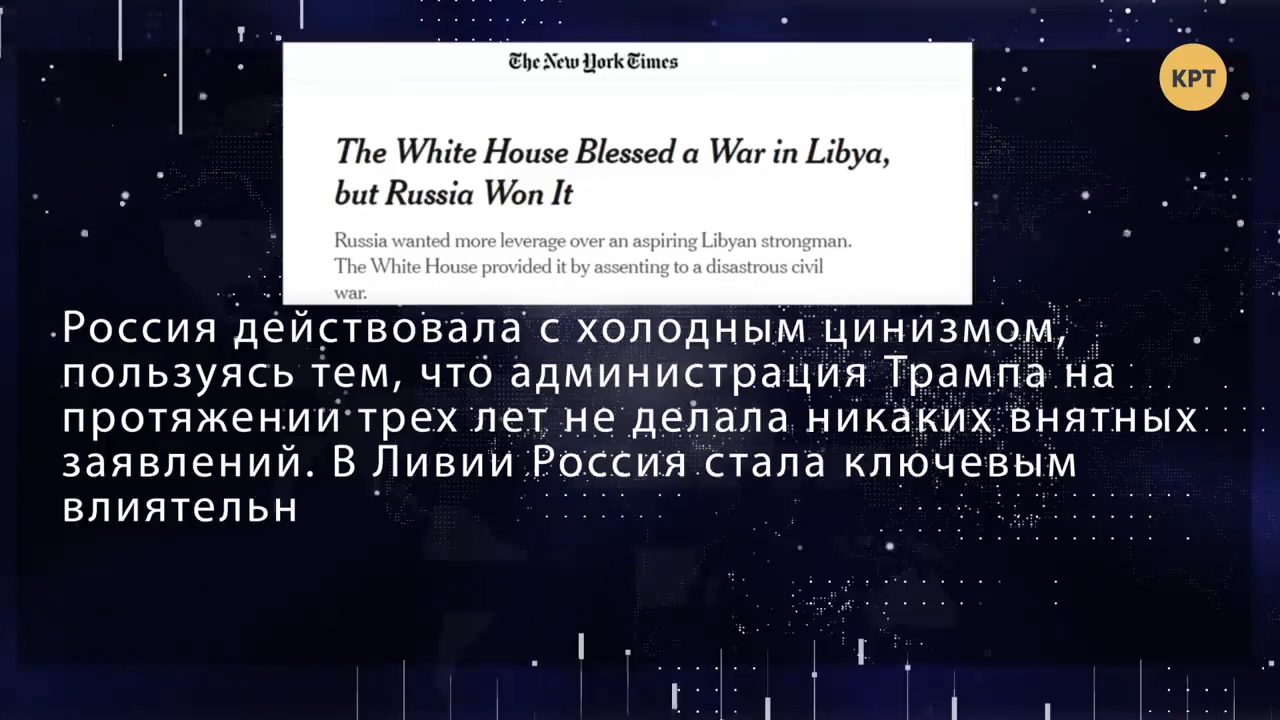 The New York Times
КРТ
The White House Blessed a War in Libya,
but Russia Won It
Russia wanted more leverage over an aspiring Libyan strongman.
The White House provided it by assenting to a disastrous civil
war.
Россия действовала с холодным цинизмом,
пользуясь тем, что администрация Трампа на
протяжении трех лет не делала никаких внятных
заявлений. В Ливии Россия стала ключевым
влиятельн